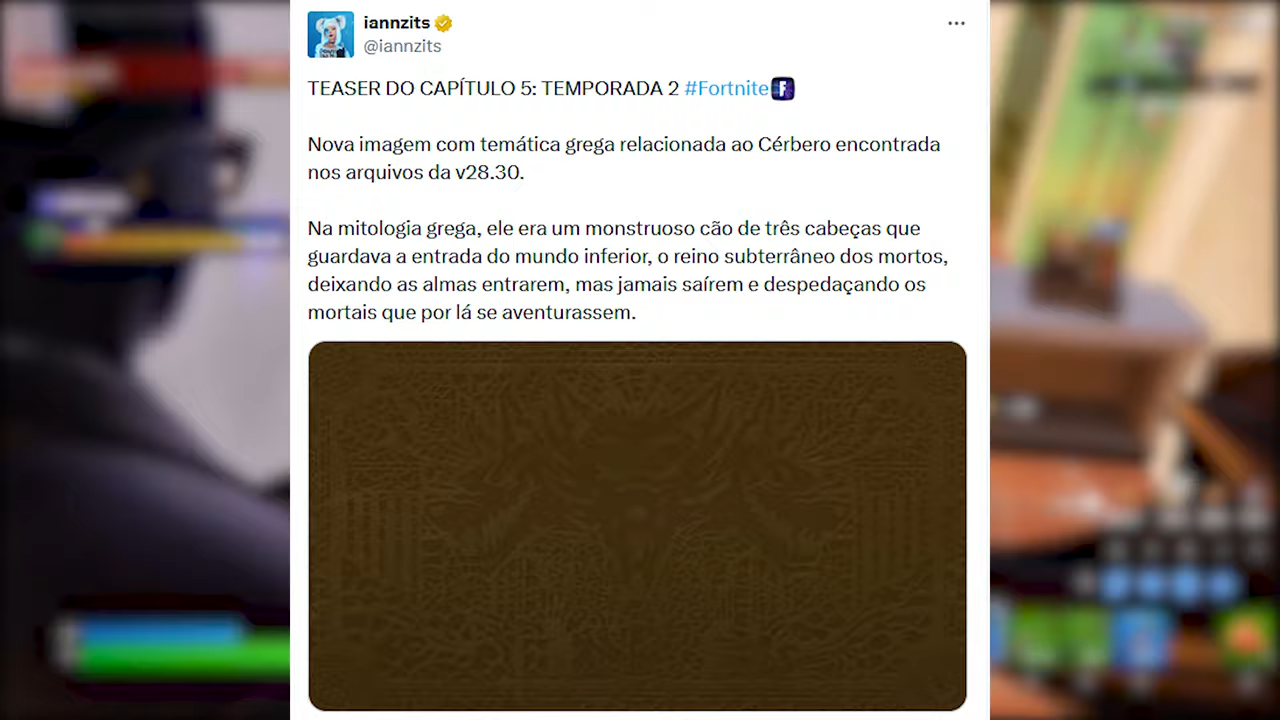 iannzits
@iannzits
TEASER DO CAPÍTULO 5: TEMPORADA 2 #Fortnite
Nova imagem com temática grega relacionada ao Cérbero encontrada
nos arquivos da v28.30.
Na mitologia grega, ele era um monstruoso cão de três cabeças que
guardava a entrada do mundo inferior, o reino subterrâneo dos mortos,
deixando as almas entrarem, mas jamais saírem e despedaçando os
mortais que por lá se aventurassem.